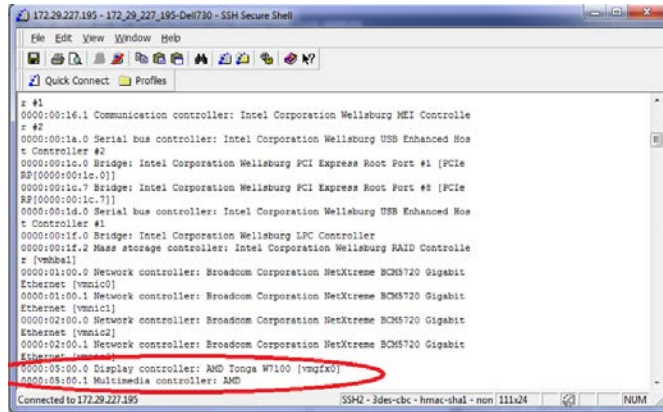 172.29.227.195 - 172_29_227_195-Dell730 - SSH Secure Shell
File Edit View Window Help
Quick Connect Profiles
r #1
0000:00:16.1 Communication controller: Intel Corporation Wellsburg MEI Controlle
r #2
0000:00:1a.0 Serial bus controller: Intel Corporation Wellsburg USB Enhanced Hos
t Controller #2
0000:00:1c.0 Bridge: Intel Corporation Wellsburg PCI Express Root Port #1 [PCIe
RP[0000:00:1c.0]]
0000:00:1c.7 Bridge: Intel Corporation Wellsburg PCI Express Root Port #8 [PCIe
RP[0000:00:1c.7]]
0000:00:1d.0 Serial bus controller: Intel Corporation Wellsburg USB Enhanced Hos
t Controller #1
0000:00:1f.0 Bridge: Intel Corporation Wellsburg LPC Controller
0000:00:1f.2 Mass storage controller: Intel Corporation Wellsburg RAID Controlle
r [vmhba1]
0000:01:00.0 Network controller: Broadcom Corporation NetXtreme BCM5720 Gigabit
Ethernet [vmnic0]
0000:01:00.1 Network controller: Broadcom Corporation NetXtreme BCM5720 Gigabit
Ethernet [vmnic1]
0000:02:00.0 Network controller: Broadcom Corporation NetXtreme BCM5720 Gigabit
Ethernet [vmnic2]
0000:02:00.1 Network controller: Broadcom Corporation NetXtreme BCM5720 Gigabit
Ethernet
0000:05:00.0 Display controller: AMD Tonga W7100 [vmgfx0]
0000:05:00.1 Multimedia controller: AMD
Connected to 172.29.227.195 SSH2 - 3des-cbc - hmac-sha1 - non 111x24 NUM